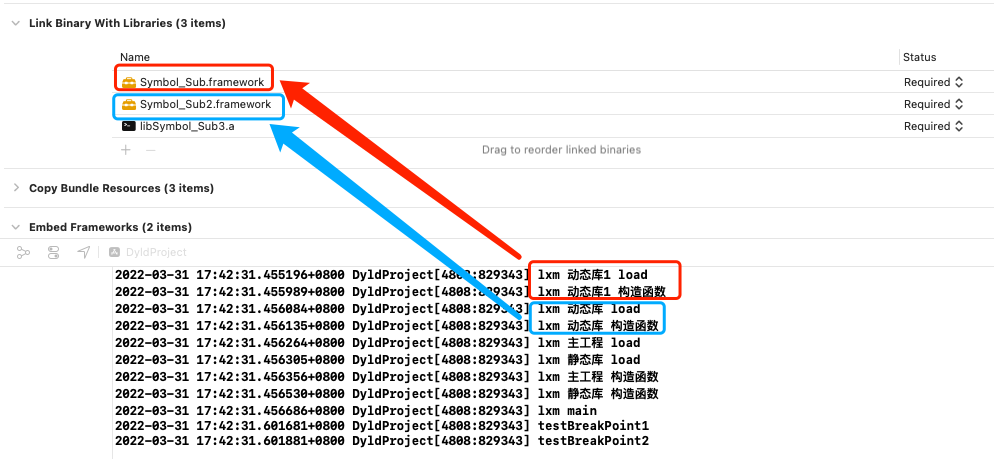 Link Binary With Libraries (3 items)
Name Status
Symbol_Sub.framework Required
Symbol_Sub2.framework Required
libSymbol_Sub3.a Required
Drag to reorder linked binaries
Copy Bundle Resources (3 items)
Embed Frameworks (2 items)
DyldProject
2022-03-31 17:42:31.455196+0800 DyldProject[4808:829343] lxm 动态库1 load
2022-03-31 17:42:31.455989+0800 DyldProject[4808:829343] lxm 动态库1 构造函数
2022-03-31 17:42:31.456084+0800 DyldProject[4808:829343] lxm 动态库 load
2022-03-31 17:42:31.456135+0800 DyldProject[4808:829343] lxm 动态库 构造函数
2022-03-31 17:42:31.456264+0800 DyldProject[4808:829343] lxm 主工程 load
2022-03-31 17:42:31.456305+0800 DyldProject[4808:829343] lxm 静态库 load
2022-03-31 17:42:31.456356+0800 DyldProject[4808:829343] lxm 主工程 构造函数
2022-03-31 17:42:31.456530+0800 DyldProject[4808:829343] lxm 静态库 构造函数
2022-03-31 17:42:31.456686+0800 DyldProject[4808:829343] lxm main
2022-03-31 17:42:31.601681+0800 DyldProject[4808:829343] testBreakPoint1
2022-03-31 17:42:31.601881+0800 DyldProject[4808:829343] testBreakPoint2